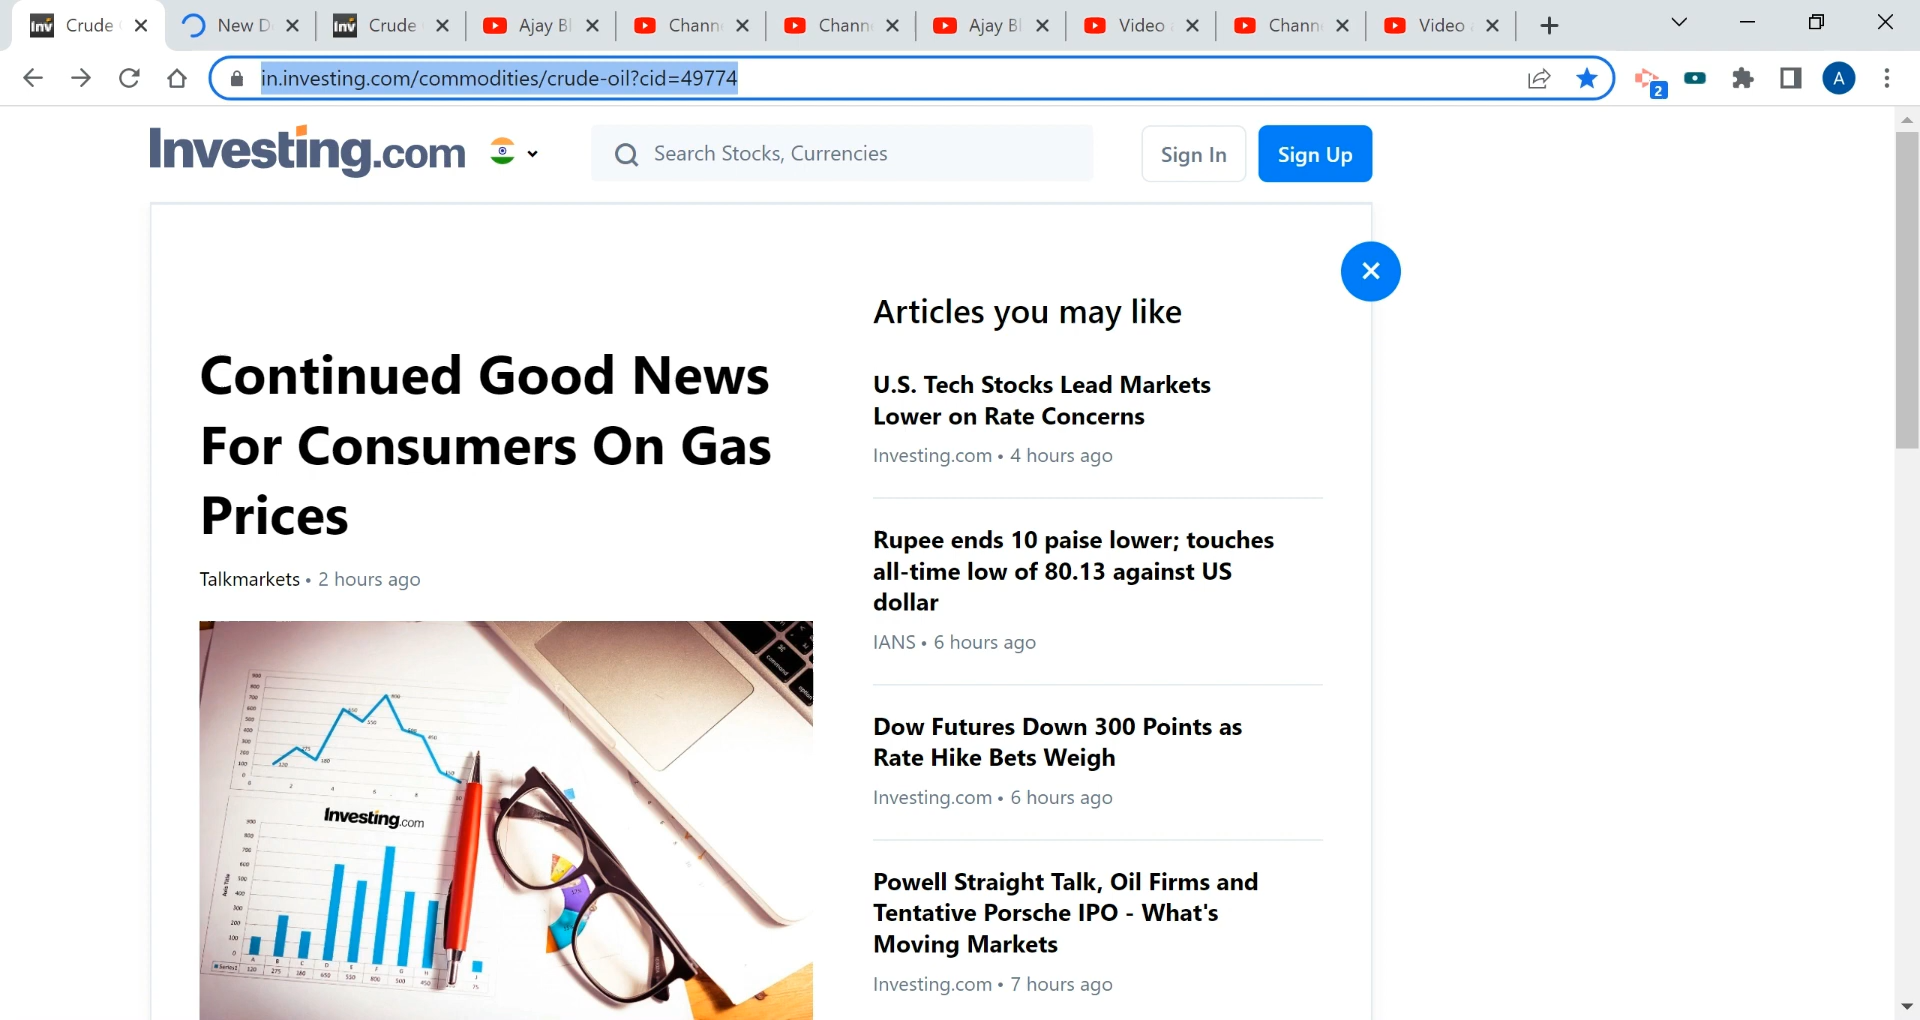 Crude
New D
Crude
Ajay Bl
Chann
Chann
Ajay Bl
Video
Chann
Video
in.investing.com/commodities/crude-oil?cid=49774
2
A
Investing.com
Search Stocks, Currencies
Sign In
Sign Up
Continued Good News
For Consumers On Gas
Prices
Talkmarkets • 2 hours ago
Investing.com
Articles you may like
U.S. Tech Stocks Lead Markets
Lower on Rate Concerns
Investing.com • 4 hours ago
Rupee ends 10 paise lower; touches
all-time low of 80.13 against US
dollar
IANS • 6 hours ago
Dow Futures Down 300 Points as
Rate Hike Bets Weigh
Investing.com • 6 hours ago
Powell Straight Talk, Oil Firms and
Tentative Porsche IPO - What's
Moving Markets
Investing.com • 7 hours ago